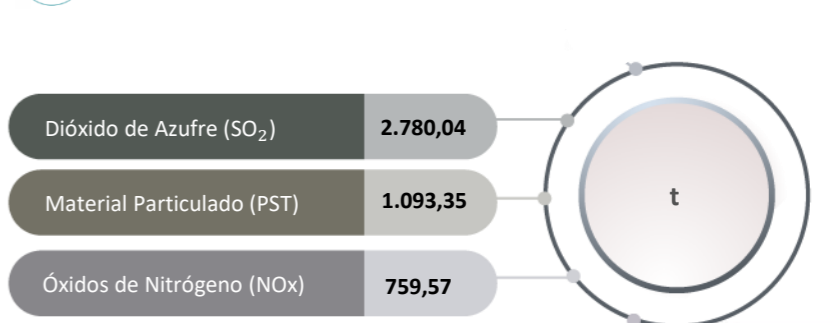 Dióxido de Azufre (SO₂) 2.780,04
Material Particulado (PST) 1.093,35
t
Óxidos de Nitrógeno (NOx) 759,57